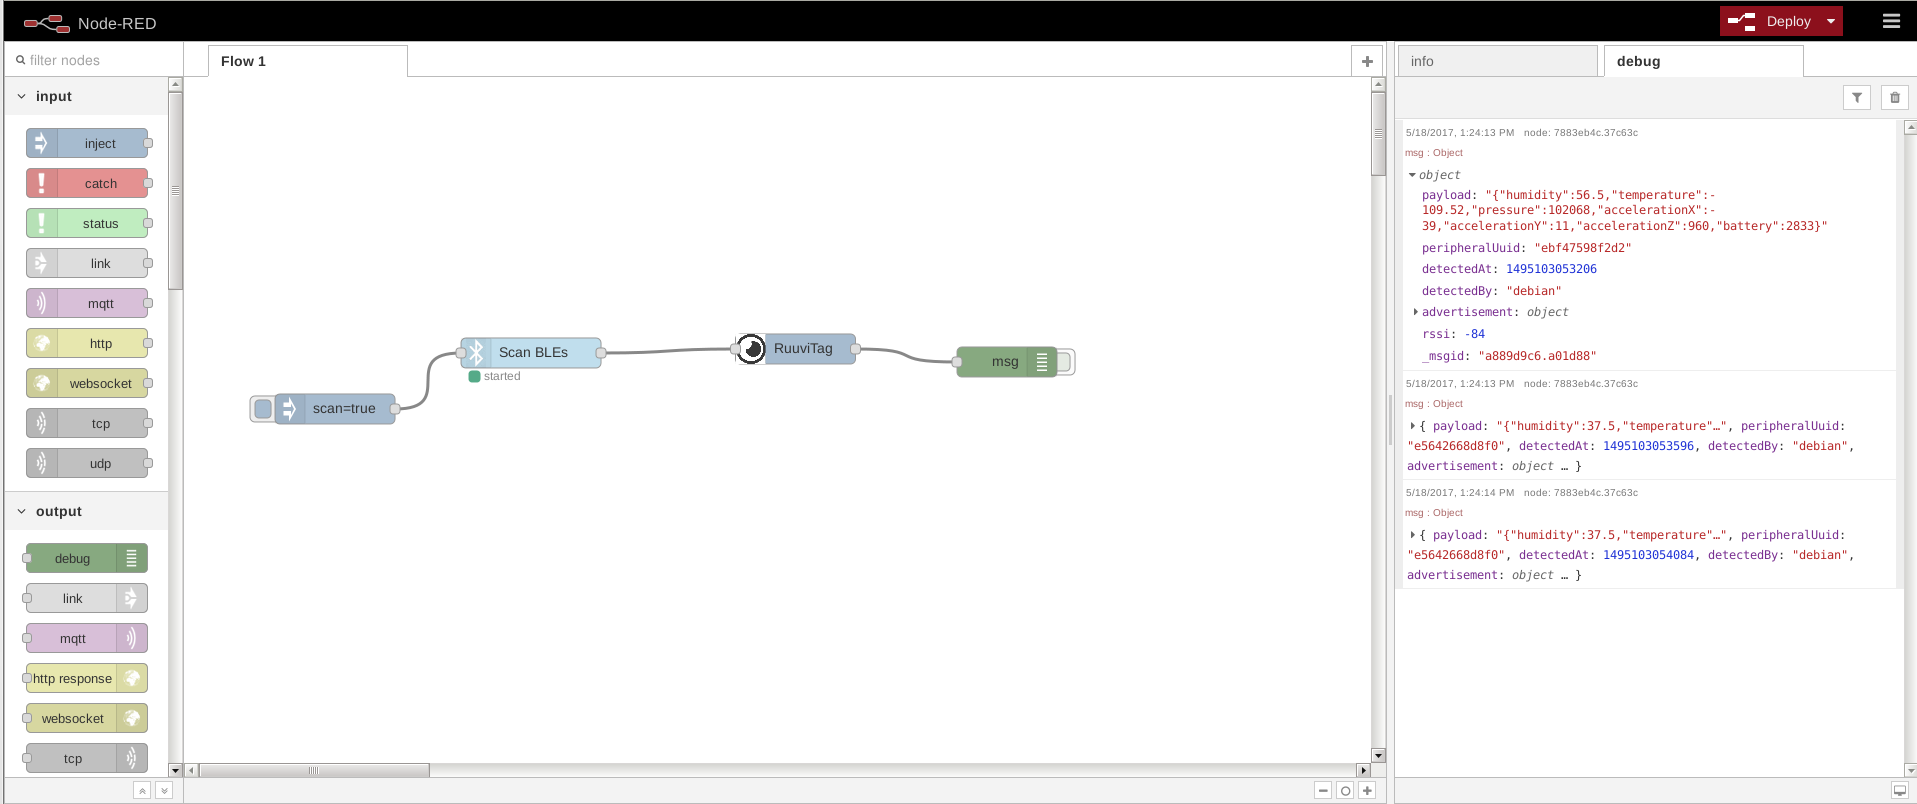 Node-RED
Deploy
filter nodes
Flow 1
info
debug
input
inject
catch
status
link
mqtt
http
websocket
tcp
udp
output
debug
link
mqtt
http response
websocket
tcp
scan=true
Scan BLEs
started
RuuviTag
msg
5/18/2017, 1:24:13 PM node: 7883eb4c.37c63c
msg : Object
object
payload: "{"humidity":56.5,"temperature":-
109.52,"pressure":102068,"accelerationX":-
39,"accelerationY":11,"accelerationZ":960,"battery":2833}"
peripheralUuid: "ebf47598f2d2"
detectedAt: 1495103053206
detectedBy: "debian"
advertisement: object
rssi: -84
_msgid: "a889d9c6.a01d88"
5/18/2017, 1:24:13 PM node: 7883eb4c.37c63c
msg : Object
{ payload: "{"humidity":37.5,"temperature"…", peripheralUuid:
"e5642668d8f0", detectedAt: 1495103053596, detectedBy: "debian",
advertisement: object … }
5/18/2017, 1:24:14 PM node: 7883eb4c.37c63c
msg : Object
{ payload: "{"humidity":37.5,"temperature"…", peripheralUuid:
"e5642668d8f0", detectedAt: 1495103054084, detectedBy: "debian",
advertisement: object … }